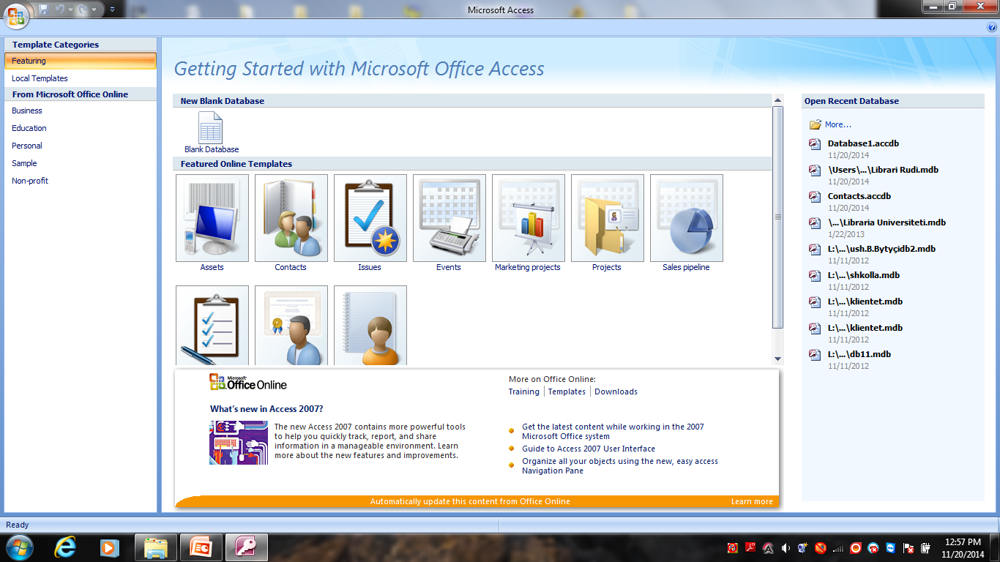 Microsoft Access
Template Categories
Featuring
Local Templates
From Microsoft Office Online
Business
Education
Personal
Sample
Non-profit
Getting Started with Microsoft Office Access
New Blank Database
Blank Database
Featured Online Templates
Assets
Contacts
Issues
Events
Marketing projects
Projects
Sales pipeline
Microsoft
Office Online
What's new in Access 2007?
The new Access 2007 contains more powerful tools
to help you quickly track, report, and share
information in a manageable environment. Learn
more about the new features and improvements.
More on Office Online:
Training | Templates | Downloads
Get the latest content while working in the 2007
Microsoft Office system
Guide to Access 2007 User Interface
Organize all your objects using the new, easy access
Navigation Pane
Automatically update this content from Office Online
Learn more
Open Recent Database
More...
Database1.accdb
11/20/2014
\Users\...\Librari Rudi.mdb
11/20/2014
Contacts.accdb
11/20/2014
\...\Libraria Universiteti.mdb
1/22/2013
L:\...\ush.B.Bytyçidb2.mdb
11/11/2012
L:\...\shkolla.mdb
11/11/2012
L:\...\klientet.mdb
11/11/2012
L:\...\klientet.mdb
11/11/2012
L:\...\db11.mdb
11/11/2012
Ready
12:57 PM
11/20/2014